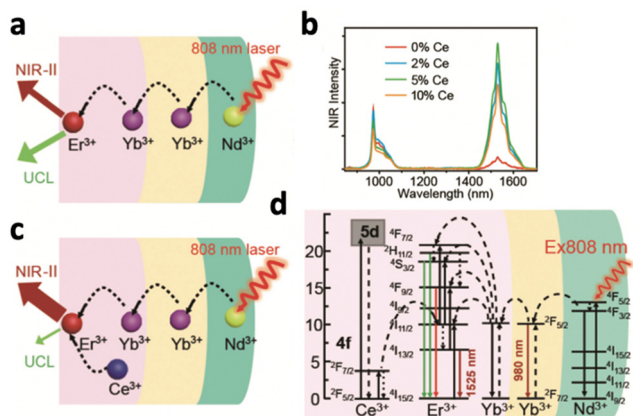 a
808 nm laser
NIR-II
Er³⁺
Yb³⁺
Yb³⁺
Nd³⁺
UCL
b
NIR Intensity
0% Ce
2% Ce
5% Ce
10% Ce
1000
1200
1400
1600
Wavelength (nm)
c
808 nm laser
NIR-II
Er³⁺
Yb³⁺
Yb³⁺
Nd³⁺
UCL
Ce³⁺
d
Ex808 nm
20
15
10
5
0
5d
4f
²F₇/₂
²F₅/₂
Ce³⁺
⁴F₇/₂
²H₁₁/₂
⁴S₃/₂
⁴F₉/₂
⁴I₉/₂
⁴I₁₁/₂
⁴I₁₃/₂
⁴I₁₅/₂
1525 nm
Er³⁺
Yb³⁺
²F₅/₂
980 nm
²F₇/₂
Yb³⁺
⁴F₅/₂
⁴F₃/₂
⁴I₁₅/₂
⁴I₁₃/₂
⁴I₁₁/₂
⁴I₉/₂
Nd³⁺